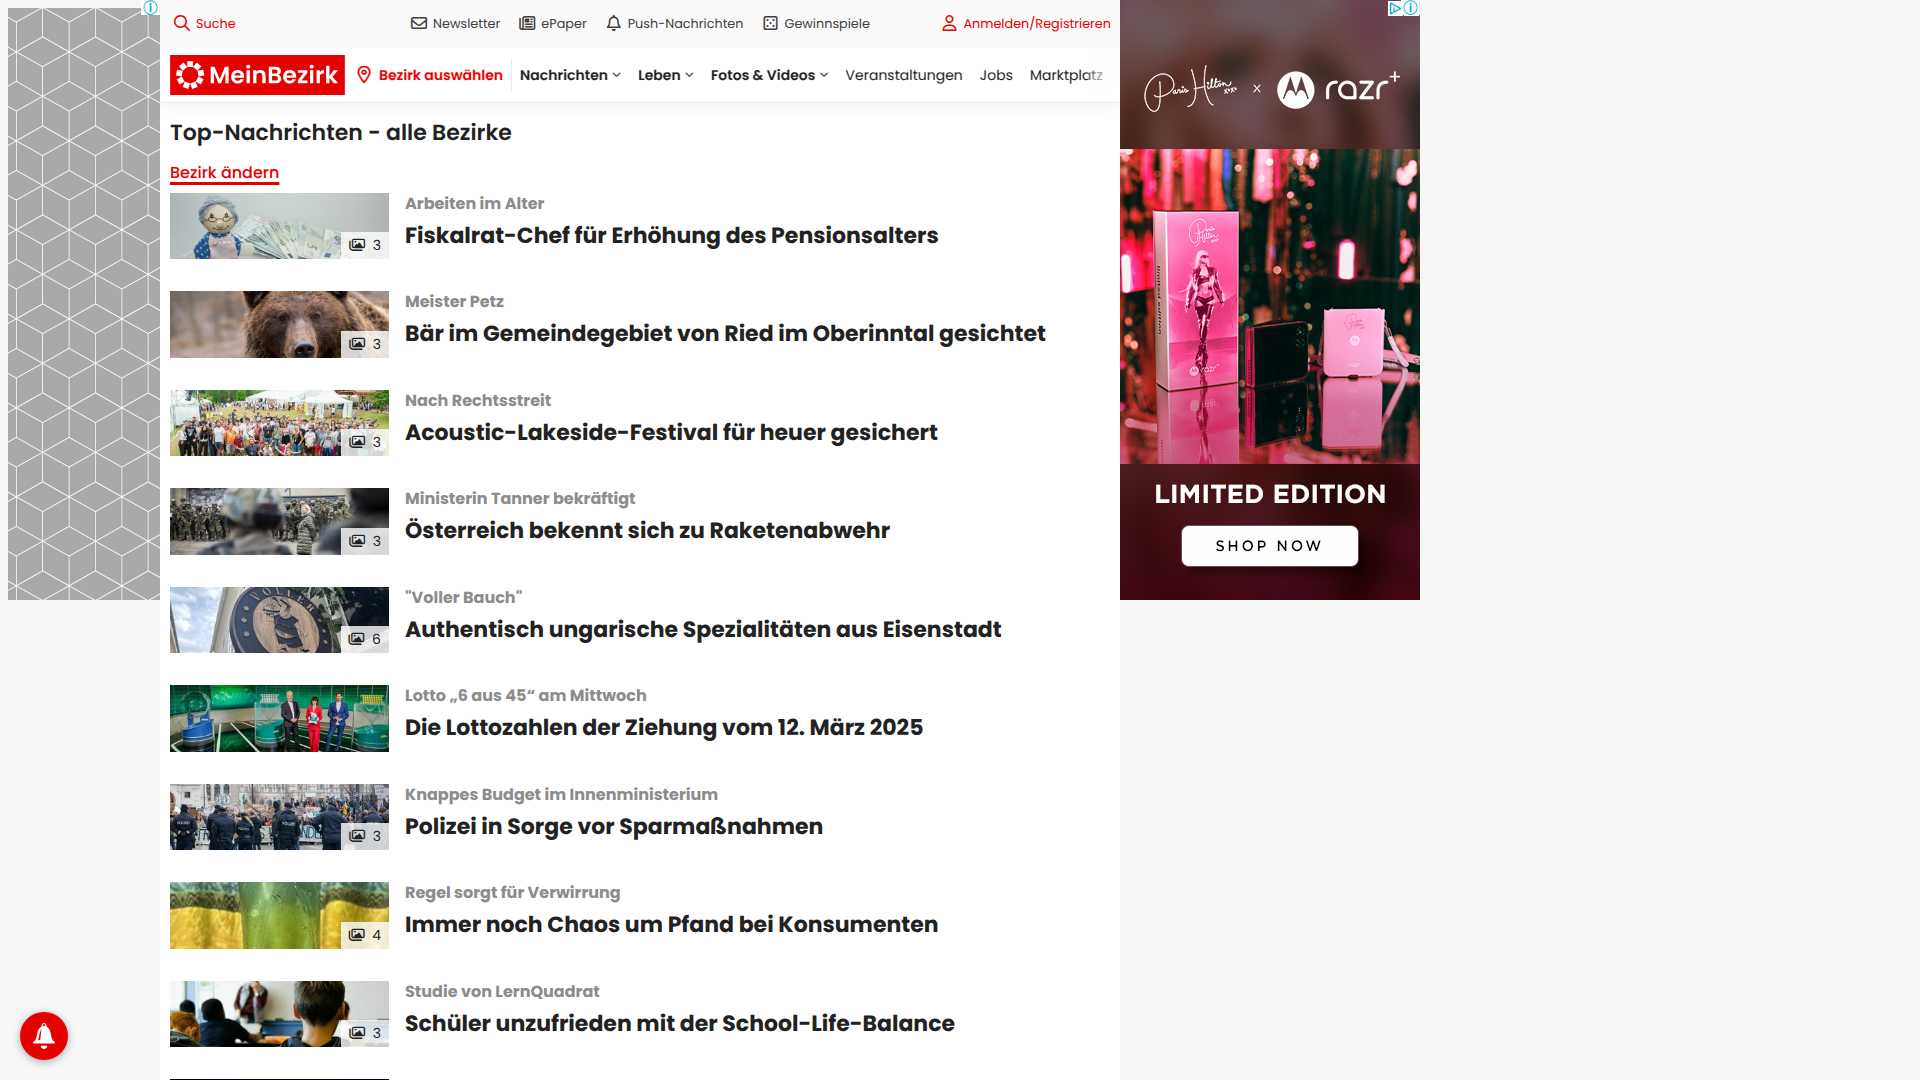 Suche
Newsletter
ePaper
Push-Nachrichten
Gewinnspiele
Anmelden/Registrieren
MeinBezirk
Bezirk auswählen
Nachrichten
Leben
Fotos & Videos
Veranstaltungen
Jobs
Marktplatz
Top-Nachrichten - alle Bezirke
Bezirk ändern
3
Arbeiten im Alter
Fiskalrat-Chef für Erhöhung des Pensionsalters
3
Meister Petz
Bär im Gemeindegebiet von Ried im Oberinntal gesichtet
3
Nach Rechtsstreit
Acoustic-Lakeside-Festival für heuer gesichert
3
Ministerin Tanner bekräftigt
Österreich bekennt sich zu Raketenabwehr
VOLLER
6
"Voller Bauch"
Authentisch ungarische Spezialitäten aus Eisenstadt
Lotto „6 aus 45“ am Mittwoch
Die Lottozahlen der Ziehung vom 12. März 2025
3
Knappes Budget im Innenministerium
Polizei in Sorge vor Sparmaßnahmen
4
Regel sorgt für Verwirrung
Immer noch Chaos um Pfand bei Konsumenten
3
Studie von LernQuadrat
Schüler unzufrieden mit der School-Life-Balance
Paris Hilton x razr+
LIMITED EDITION
SHOP NOW